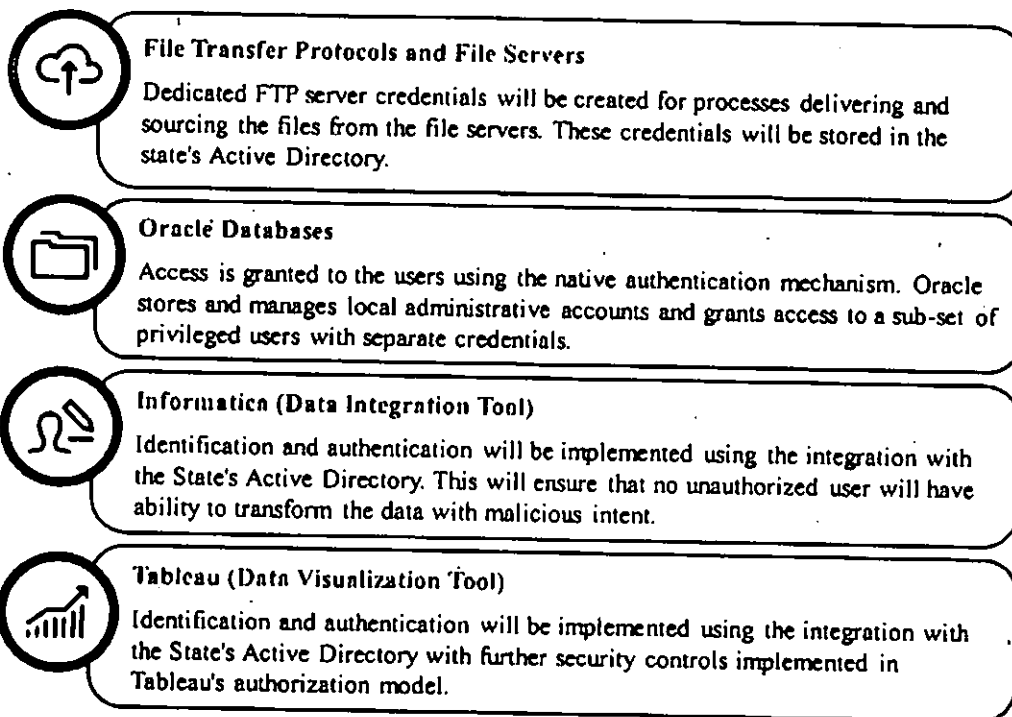 File Transfer Protocols and File Servers
Dedicated FTP server credentials will be created for processes delivering and
sourcing the files from the file servers. These credentials will be stored in the
state's Active Directory.
Oracle Databases
Access is granted to the users using the native authentication mechanism. Oracle
stores and manages local administrative accounts and grants access to a sub-set of
privileged users with separate credentials.
Informatica (Data Integration Tool)
Identification and authentication will be implemented using the integration with
the State's Active Directory. This will ensure that no unauthorized user will have
ability to transform the data with malicious intent.
Tableau (Data Visualization Tool)
Identification and authentication will be implemented using the integration with
the State's Active Directory with further security controls implemented in
Tableau's authorization model.